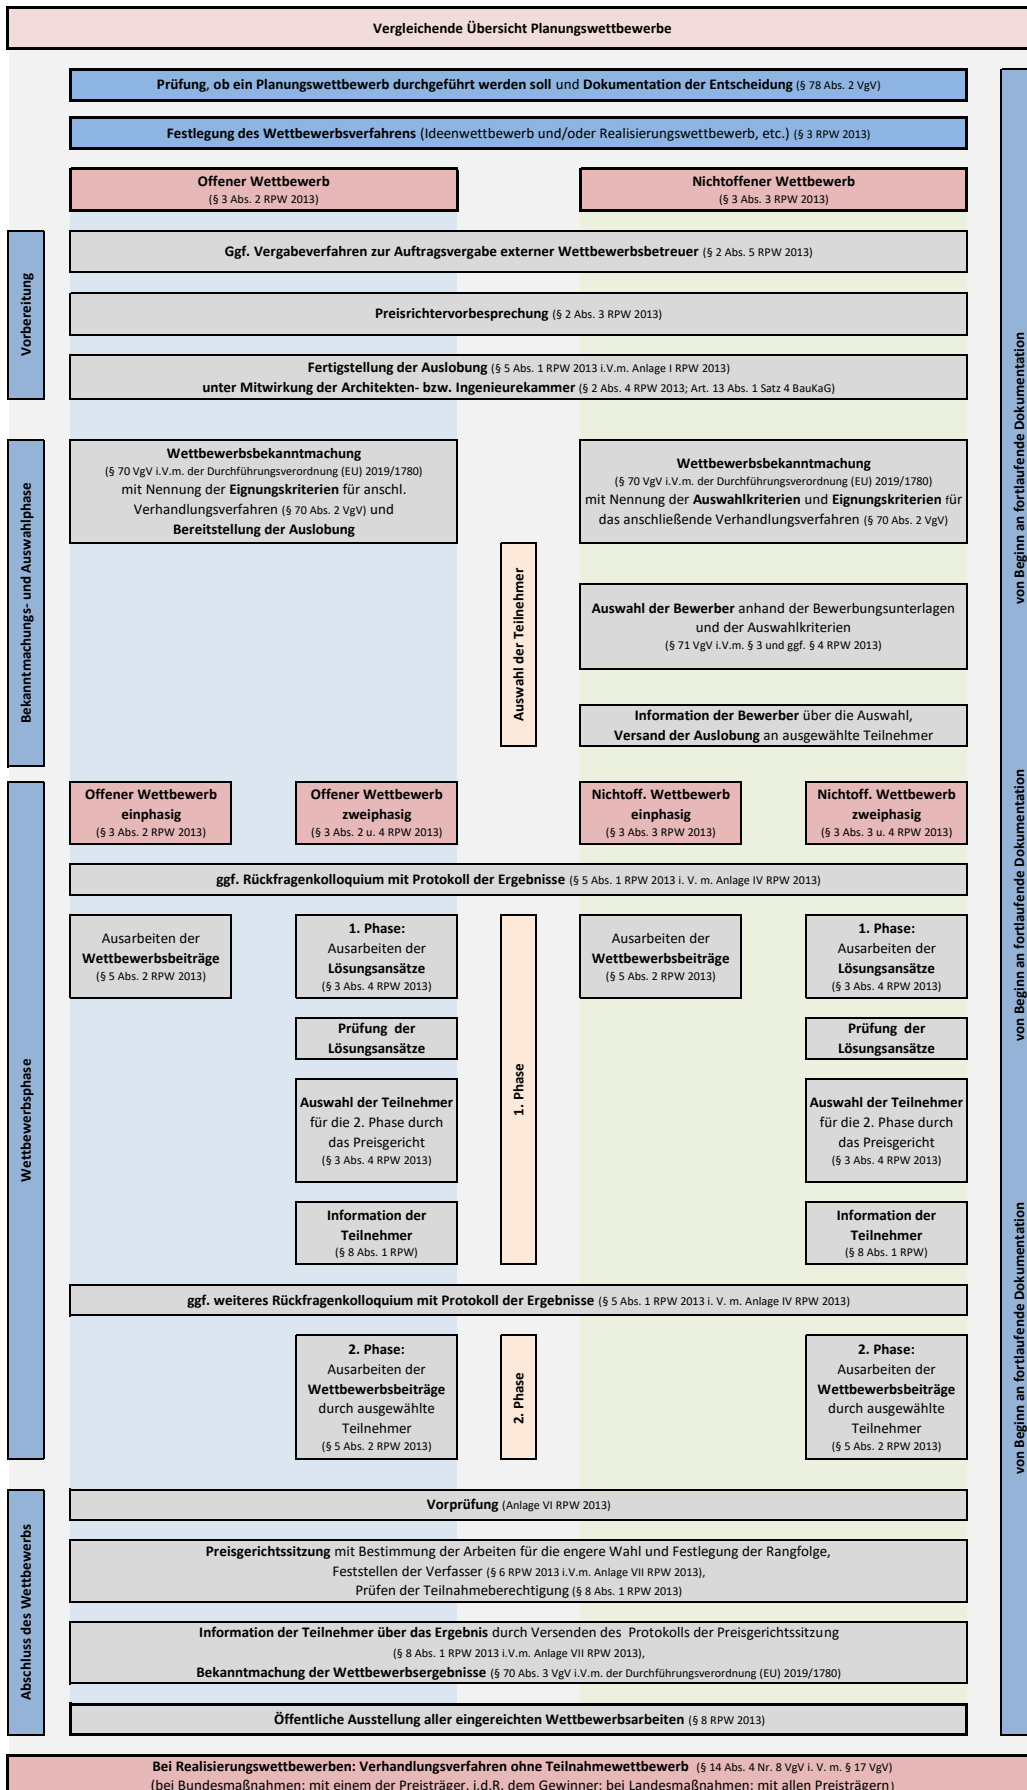 Vergleichende Übersicht Planungswettbewerbe
Prüfung, ob ein Planungswettbewerb durchgeführt werden soll und Dokumentation der Entscheidung (§ 78 Abs. 2 VgV)
Festlegung des Wettbewerbsverfahrens (Ideenwettbewerb und/oder Realisierungswettbewerb, etc.) (§ 3 RPW 2013)
Offener Wettbewerb
(§ 3 Abs. 2 RPW 2013)
Nichtoffener Wettbewerb
(§ 3 Abs. 3 RPW 2013)
Vorbereitung
Ggf. Vergabeverfahren zur Auftragsvergabe externer Wettbewerbsbetreuer (§ 2 Abs. 5 RPW 2013)
Preisrichtervorbesprechung (§ 2 Abs. 3 RPW 2013)
Fertigstellung der Auslobung (§ 5 Abs. 1 RPW 2013 i.V.m. Anlage I RPW 2013)
unter Mitwirkung der Architekten- bzw. Ingenieurekammer (§ 2 Abs. 4 RPW 2013; Art. 13 Abs. 1 Satz 4 BauKaG)
von Beginn an fortlaufende Dokumentation
Bekanntmachungs- und Auswahlphase
Wettbewerbsbekanntmachung
(§ 70 VgV i.V.m. der Durchführungsverordnung (EU) 2019/1780)
mit Nennung der Eignungskriterien für anschl.
Verhandlungsverfahren (§ 70 Abs. 2 VgV) und
Bereitstellung der Auslobung
Wettbewerbsbekanntmachung
(§ 70 VgV i.V.m. der Durchführungsverordnung (EU) 2019/1780)
mit Nennung der Auswahlkriterien und Eignungskriterien für
das anschließende Verhandlungsverfahren (§ 70 Abs. 2 VgV)
Auswahl der Teilnehmer
Auswahl der Bewerber anhand der Bewerbungsunterlagen
und der Auswahlkriterien
(§ 71 VgV i.V.m. § 3 und ggf. § 4 RPW 2013)
Information der Bewerber über die Auswahl,
Versand der Auslobung an ausgewählte Teilnehmer
von Beginn an fortlaufende Dokumentation
Wettbewerbsphase
Offener Wettbewerb
einphasig
(§ 3 Abs. 2 RPW 2013)
Offener Wettbewerb
zweiphasig
(§ 3 Abs. 2 u. 4 RPW 2013)
Nichtoff. Wettbewerb
einphasig
(§ 3 Abs. 3 RPW 2013)
Nichtoff. Wettbewerb
zweiphasig
(§ 3 Abs. 3 u. 4 RPW 2013)
ggf. Rückfragenkolloquium mit Protokoll der Ergebnisse (§ 5 Abs. 1 RPW 2013 i. V. m. Anlage IV RPW 2013)
Ausarbeiten der
Wettbewerbsbeiträge
(§ 5 Abs. 2 RPW 2013)
1. Phase:
Ausarbeiten der
Lösungsansätze
(§ 3 Abs. 4 RPW 2013)
1. Phase
Ausarbeiten der
Wettbewerbsbeiträge
(§ 5 Abs. 2 RPW 2013)
1. Phase:
Ausarbeiten der
Lösungsansätze
(§ 3 Abs. 4 RPW 2013)
Prüfung der
Lösungsansätze
Prüfung der
Lösungsansätze
Auswahl der Teilnehmer
für die 2. Phase durch
das Preisgericht
(§ 3 Abs. 4 RPW 2013)
Auswahl der Teilnehmer
für die 2. Phase durch
das Preisgericht
(§ 3 Abs. 4 RPW 2013)
Information der
Teilnehmer
(§ 8 Abs. 1 RPW)
Information der
Teilnehmer
(§ 8 Abs. 1 RPW)
von Beginn an fortlaufende Dokumentation
ggf. weiteres Rückfragenkolloquium mit Protokoll der Ergebnisse (§ 5 Abs. 1 RPW 2013 i. V. m. Anlage IV RPW 2013)
2. Phase:
Ausarbeiten der
Wettbewerbsbeiträge
durch ausgewählte
Teilnehmer
(§ 5 Abs. 2 RPW 2013)
2. Phase
2. Phase:
Ausarbeiten der
Wettbewerbsbeiträge
durch ausgewählte
Teilnehmer
(§ 5 Abs. 2 RPW 2013)
Abschluss des Wettbewerbs
Vorprüfung (Anlage VI RPW 2013)
Preisgerichtssitzung mit Bestimmung der Arbeiten für die engere Wahl und Festlegung der Rangfolge,
Feststellen der Verfasser (§ 6 RPW 2013 i.V.m. Anlage VII RPW 2013),
Prüfen der Teilnahmeberechtigung (§ 8 Abs. 1 RPW 2013)
Information der Teilnehmer über das Ergebnis durch Versenden des Protokolls der Preisgerichtssitzung
(§ 8 Abs. 1 RPW 2013 i.V.m. Anlage VII RPW 2013),
Bekanntmachung der Wettbewerbsergebnisse (§ 70 Abs. 3 VgV i.V.m. der Durchführungsverordnung (EU) 2019/1780)
Öffentliche Ausstellung aller eingereichten Wettbewerbsarbeiten (§ 8 RPW 2013)
Bei Realisierungswettbewerben: Verhandlungsverfahren ohne Teilnahmewettbewerb (§ 14 Abs. 4 Nr. 8 VgV i. V. m. § 17 VgV)
(bei Bundesmaßnahmen: mit einem der Preisträger, i.d.R. dem Gewinner; bei Landesmaßnahmen: mit allen Preisträgern)